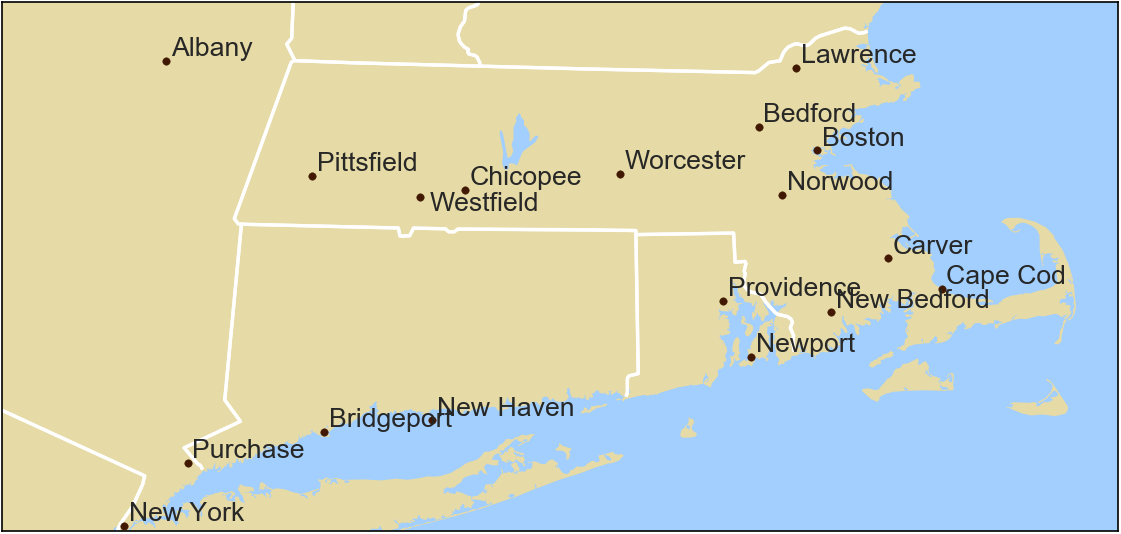 Albany
Lawrence
Bedford
Boston
Pittsfield
Chicopee
Worcester
Westfield
Norwood
Carver
Cape Cod
Providence
New Bedford
Newport
New Haven
Bridgeport
Purchase
New York